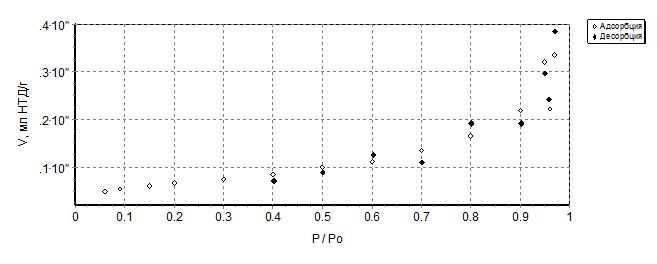 .4·10"
Адсорбция
Десорбция
.3·10"
V, мл НТД/г
.2·10"
.1·10"
0 0.1 0.2 0.3 0.4 0.5 0.6 0.7 0.8 0.9 1
P / Po